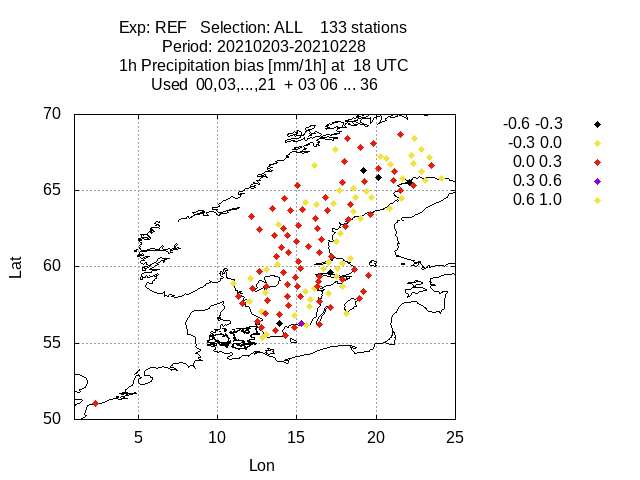 Exp: REF Selection: ALL 133 stations
Period: 20210203-20210228
1h Precipitation bias [mm/1h] at 18 UTC
Used 00,03,...,21 + 03 06 ... 36
70
65
60
55
50
Lat
5
10
15
20
25
Lon
-0.6 -0.3
-0.3 0.0
0.0 0.3
0.3 0.6
0.6 1.0